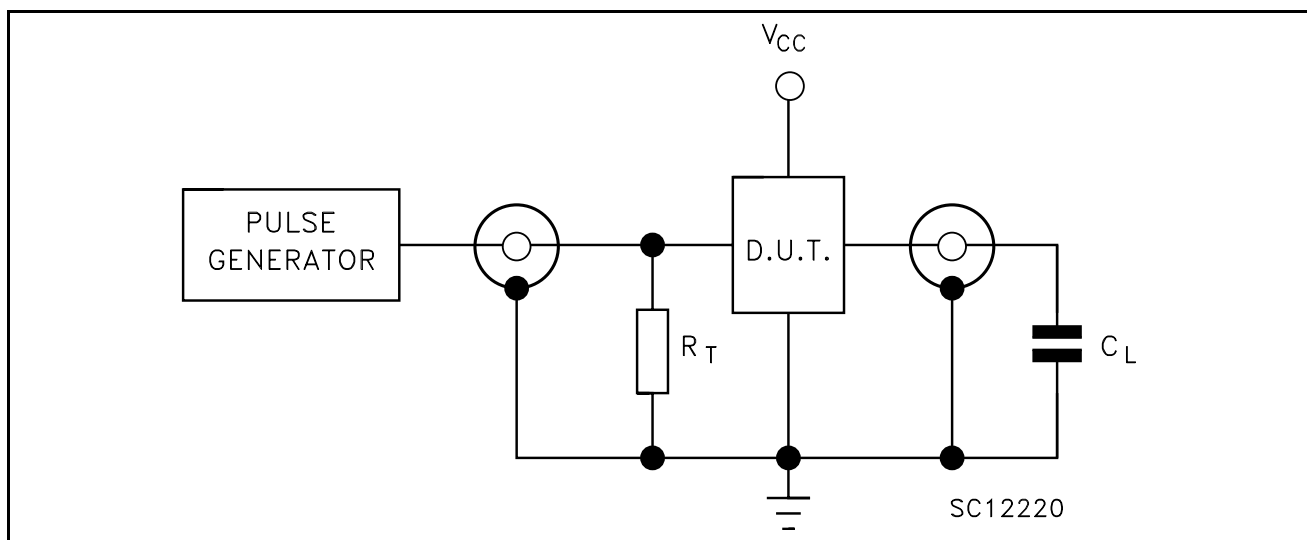 VCC
PULSE
GENERATOR
D.U.T.
RT
CL
SC12220